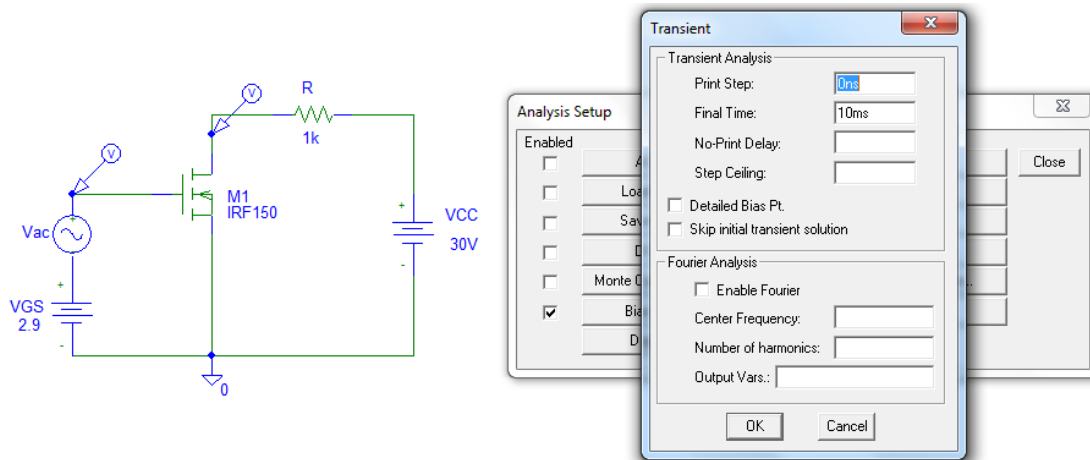 R
1k
V
V
M1
IRF150
Vac
VGS
2.9
VCC
30V
+
-
+
-
+
0
Analysis Setup
Enabled
Close
A
Loa
Sav
D
Monte C
Bia
D
..
Transient
Transient Analysis
Print Step:
0ns
Final Time:
10ms
No-Print Delay:
Step Ceiling:
Detailed Bias Pt.
Skip initial transient solution
Fourier Analysis
Enable Fourier
Center Frequency:
Number of harmonics:
Output Vars.:
OK
Cancel